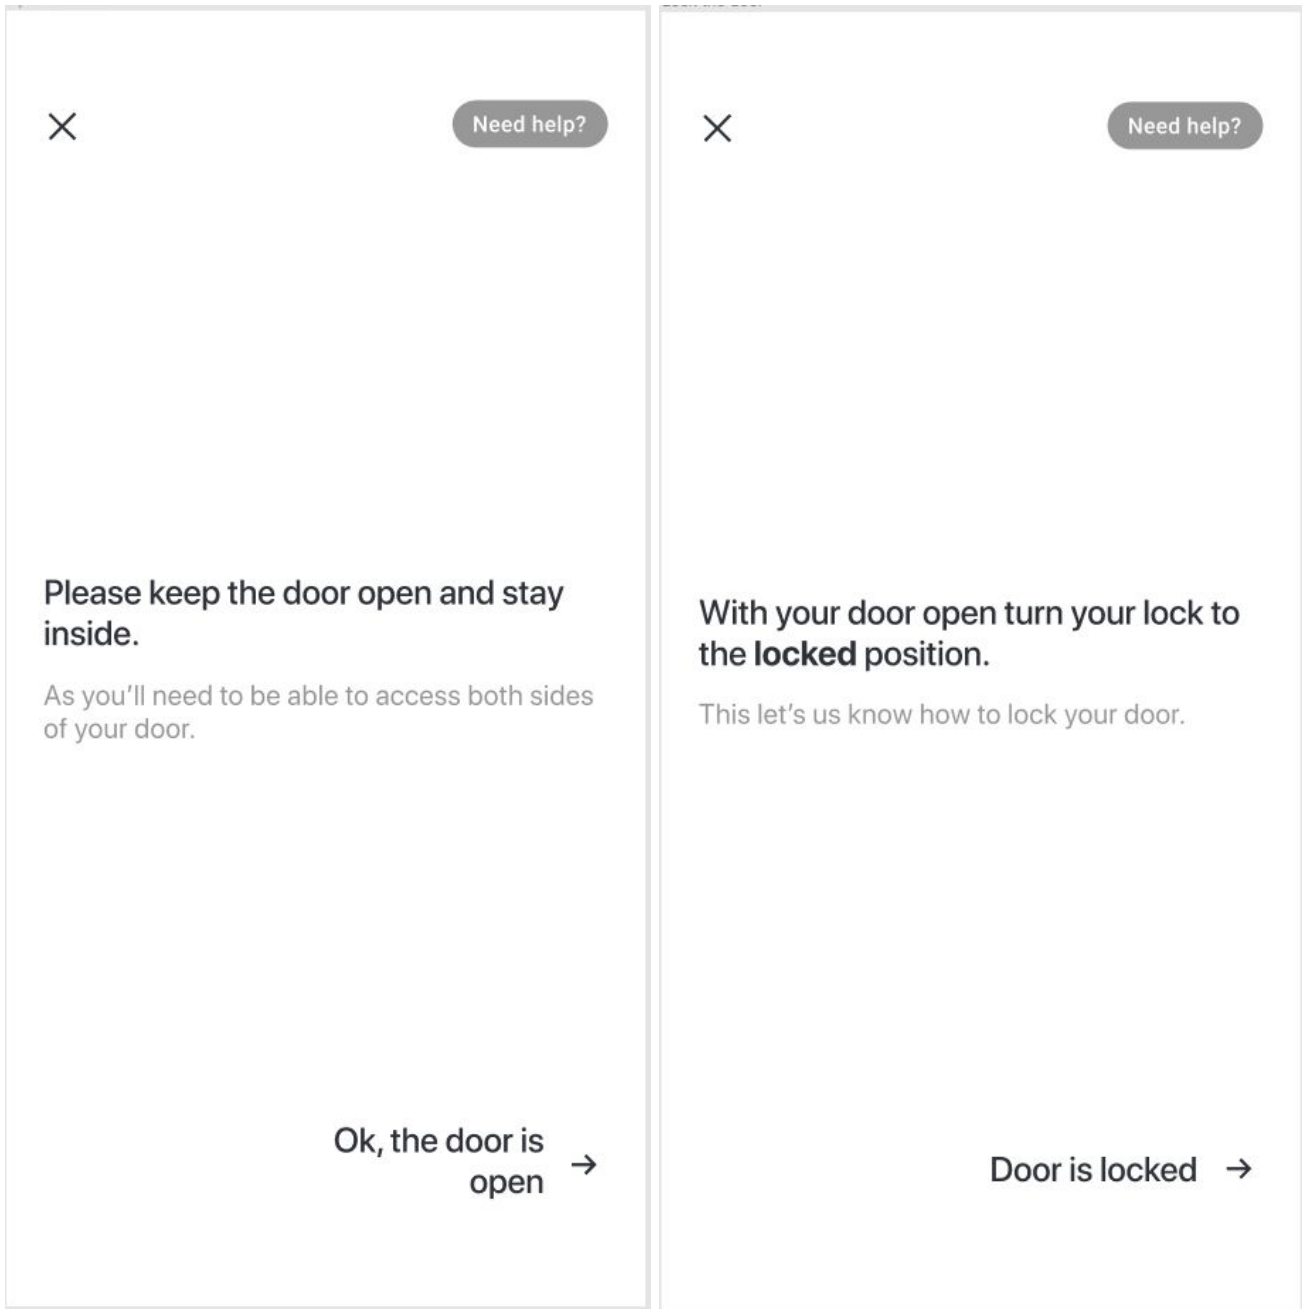 Need help?
Please keep the door open and stay
inside.
As you'll need to be able to access both sides
of your door.
Ok, the door is
open
Need help?
With your door open turn your lock to
the locked position.
This let's us know how to lock your door.
Door is locked